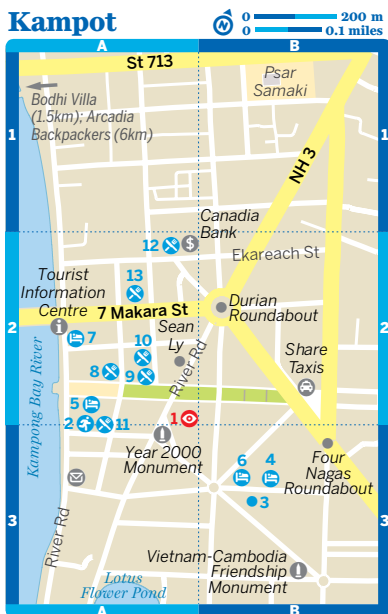 Kampot
N
0 200 m
0 0.1 miles
A
B
St 713
Psar
Samaki
Bodhi Villa
(1.5km); Arcadia
Backpackers (6km)
1
1
NH 3
Canadia
Bank
$
12
Ekareach St
13
Tourist
Information
Centre
i
7 Makara St
Durian
Roundabout
2
2
7
Sean
Ly
10
River Rd
8
9
Share
Taxis
Kampong Bay River
5
1
2
11
Year 2000
Monument
6
4
3
Four
Nagas
Roundabout
3
3
River Rd
Vietnam-Cambodia
Friendship
Monument
Lotus
Flower Pond
A
B